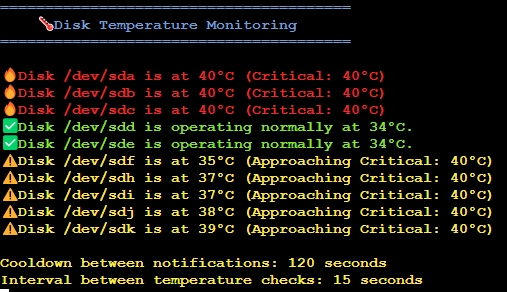 =======================================
🌡️Disk Temperature Monitoring
=======================================
🔥Disk /dev/sda is at 40°C (Critical: 40°C)
🔥Disk /dev/sdb is at 40°C (Critical: 40°C)
🔥Disk /dev/sdc is at 40°C (Critical: 40°C)
✅Disk /dev/sdd is operating normally at 34°C.
✅Disk /dev/sde is operating normally at 34°C.
⚠️Disk /dev/sdf is at 35°C (Approaching Critical: 40°C)
⚠️Disk /dev/sdh is at 37°C (Approaching Critical: 40°C)
⚠️Disk /dev/sdi is at 37°C (Approaching Critical: 40°C)
⚠️Disk /dev/sdj is at 38°C (Approaching Critical: 40°C)
⚠️Disk /dev/sdk is at 39°C (Approaching Critical: 40°C)
Cooldown between notifications: 120 seconds
Interval between temperature checks: 15 seconds